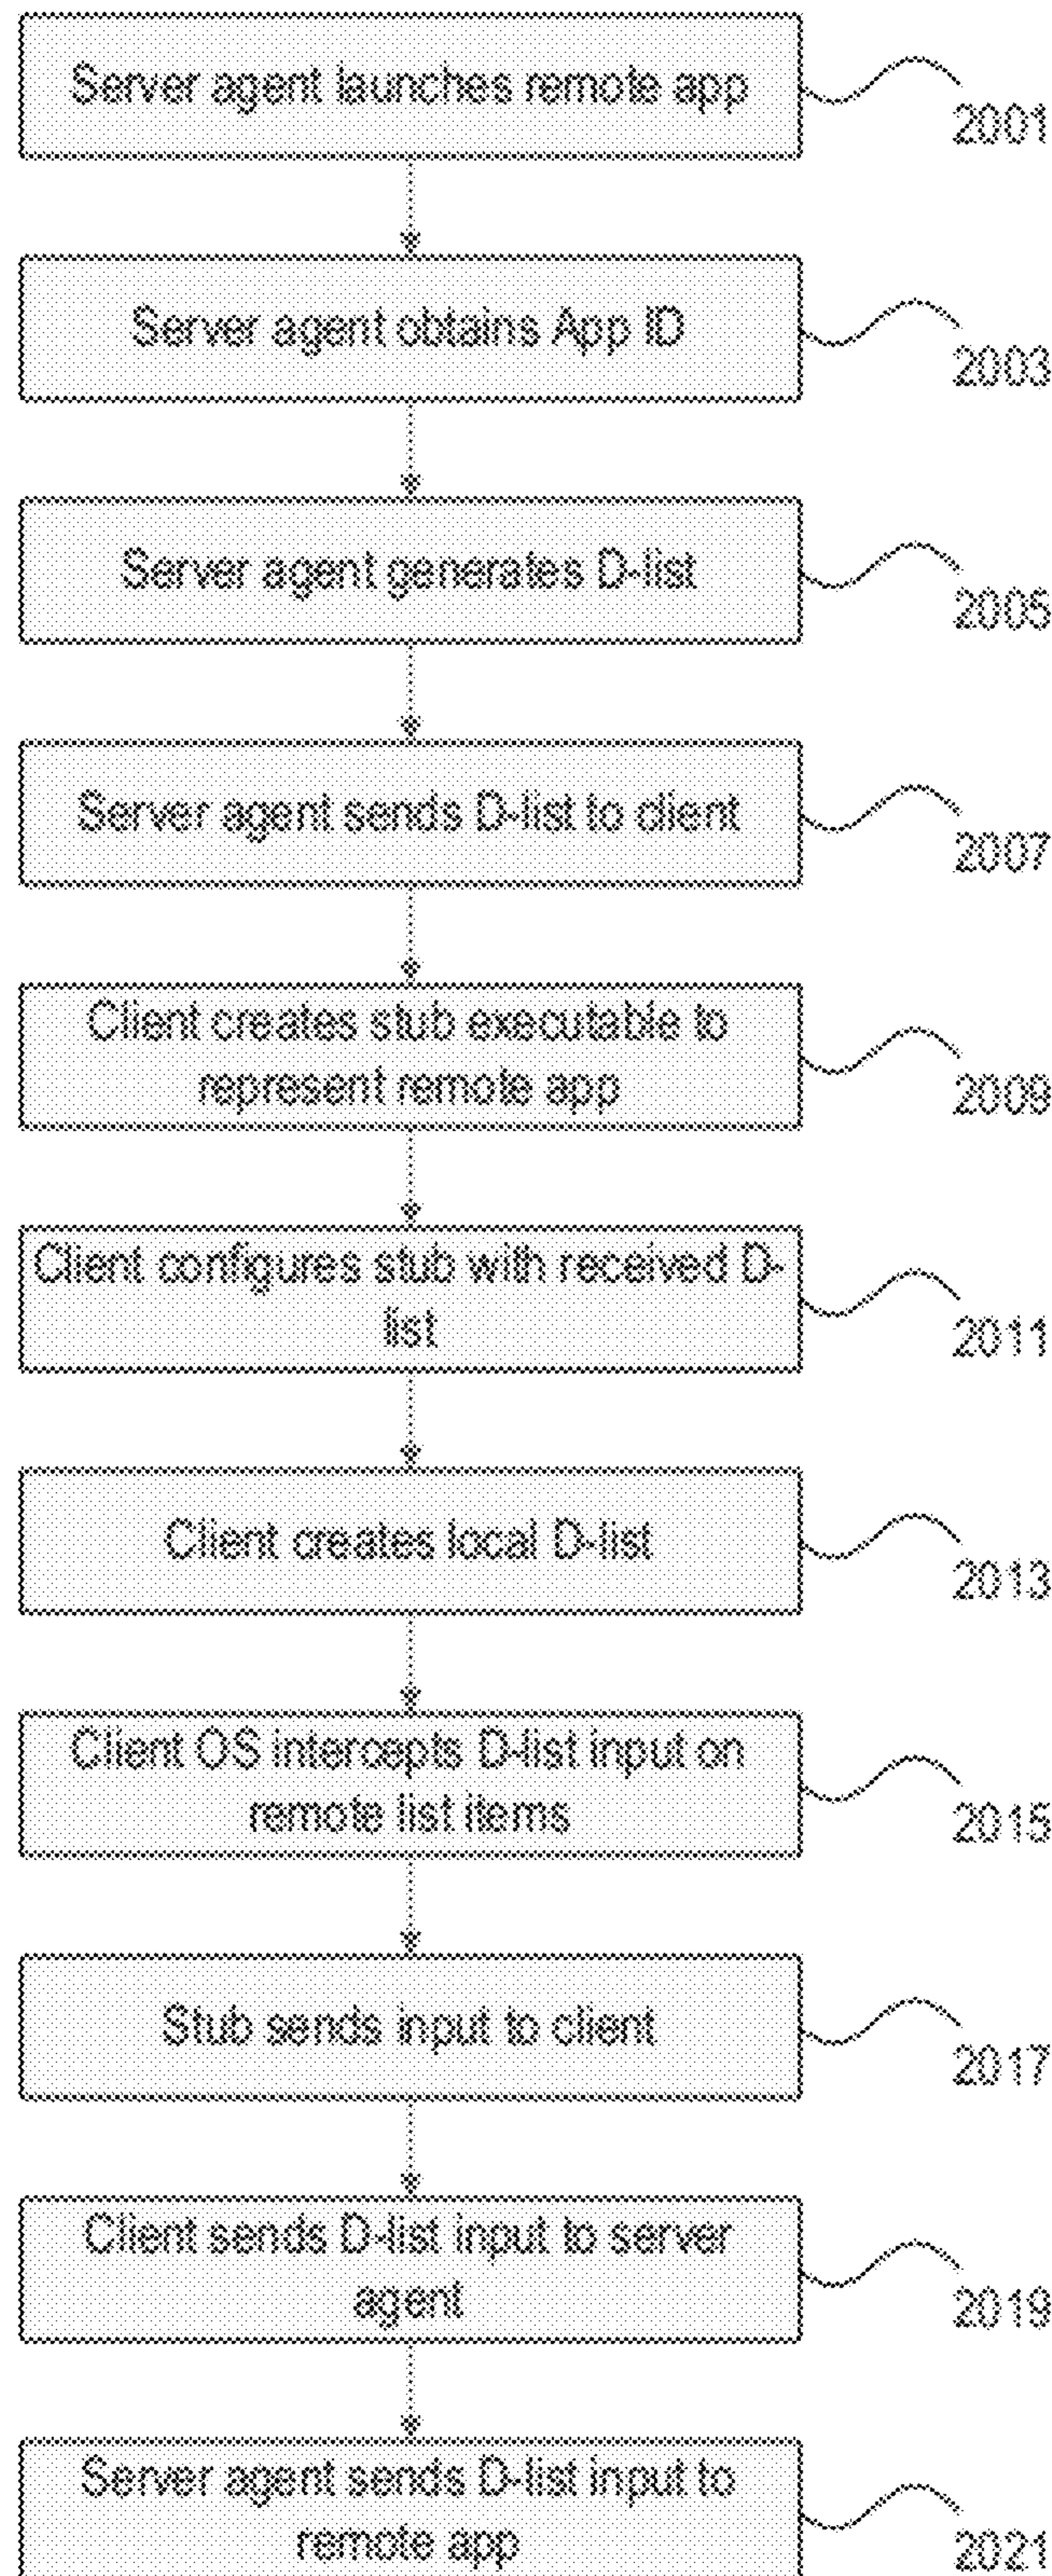 Server agent launches remote app
2001
Server agent obtains App ID
2003
Server agent generates D-list
2005
Server agent sends D-list to client
2007
Client creates stub executable to
represent remote app
2009
Client configures stub with received D-
list
2011
Client creates local D-list
2013
Client OS intercepts D-list input on
remote list items
2015
Stub sends input to client
2017
Client sends D-list input to server
agent
2019
Server agent sends D-list input to
remote app
2021